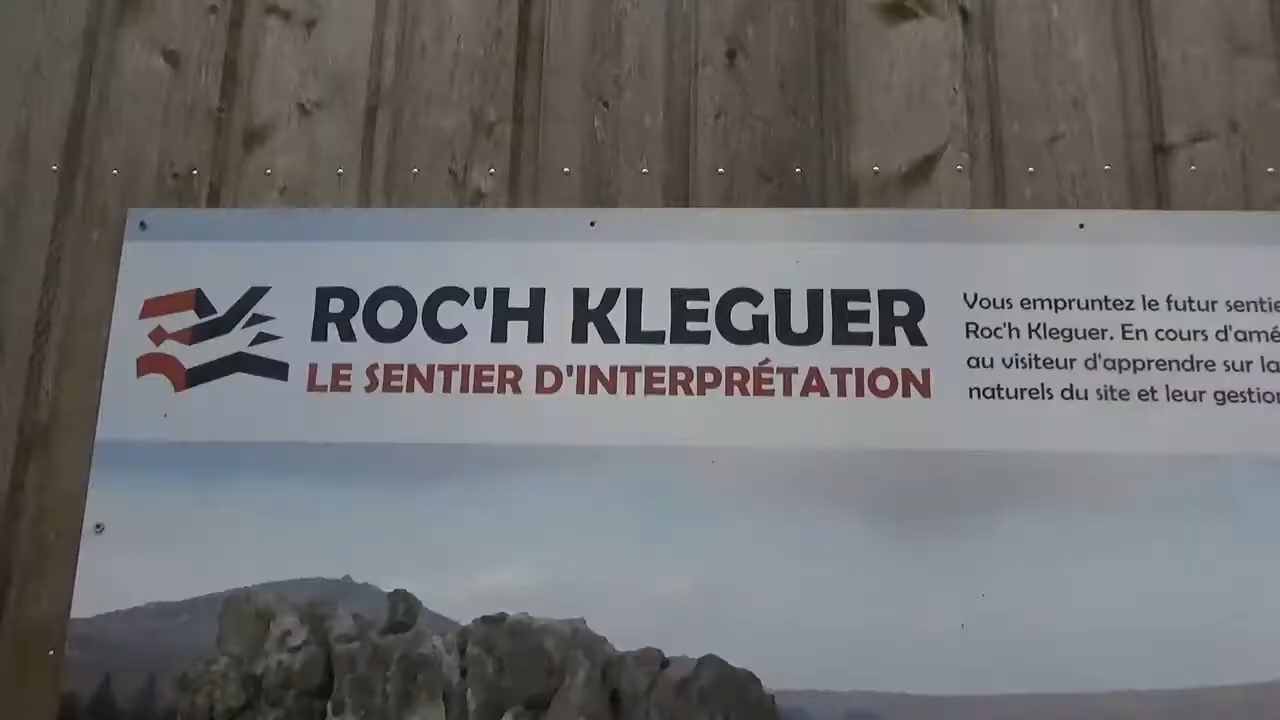 ROC'H KLEGUER
LE SENTIER D'INTERPRÉTATION
Vous empruntez le futur
Roc'h Kleguer. En cours
au visiteur d'apprendre sur la
naturels du site et leur